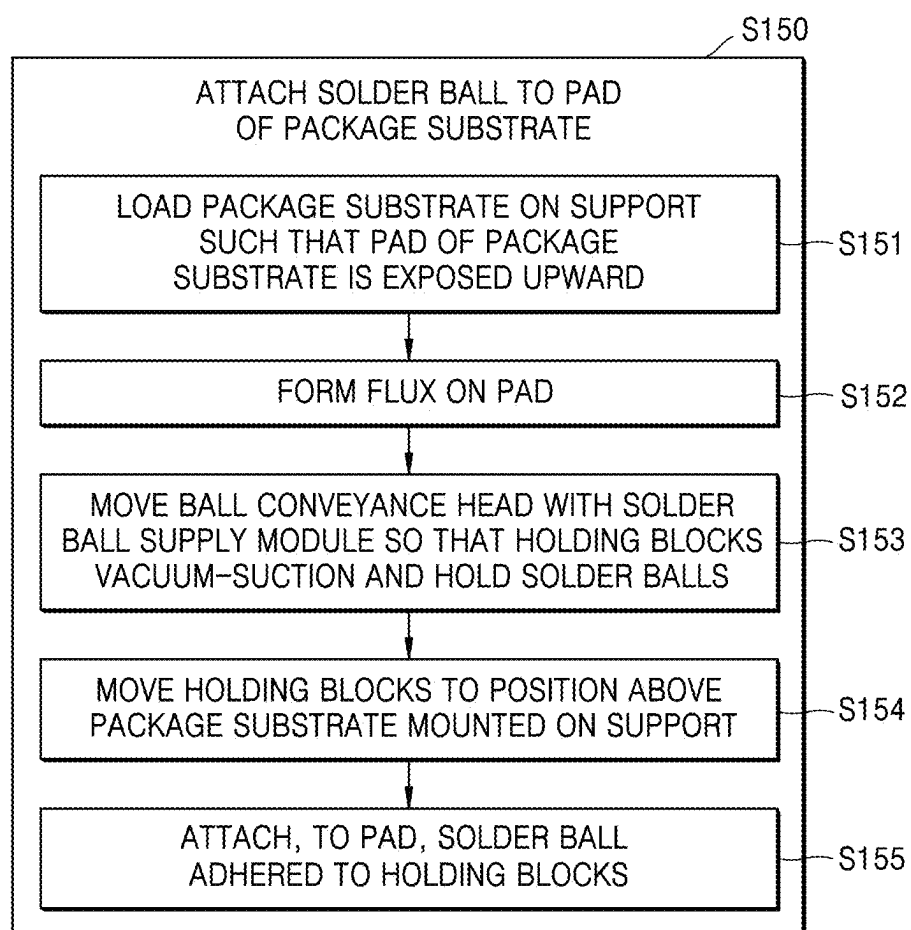 S150
ATTACH SOLDER BALL TO PAD
OF PACKAGE SUBSTRATE
LOAD PACKAGE SUBSTRATE ON SUPPORT
SUCH THAT PAD OF PACKAGE
SUBSTRATE IS EXPOSED UPWARD
S151
FORM FLUX ON PAD
S152
MOVE BALL CONVEYANCE HEAD WITH SOLDER
BALL SUPPLY MODULE SO THAT HOLDING BLOCKS
VACUUM-SUCTION AND HOLD SOLDER BALLS
S153
MOVE HOLDING BLOCKS TO POSITION ABOVE
PACKAGE SUBSTRATE MOUNTED ON SUPPORT
S154
ATTACH, TO PAD, SOLDER BALL
ADHERED TO HOLDING BLOCKS
S155